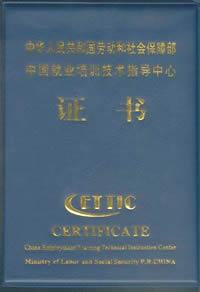 中华人民共和国劳动和社会保障部
中国就业培训技术指导中心
证书
CETTIC
CERTIFICATE
China Employment Training Technical Instruction Center
Ministry of Labor and Social Security P.R.CHINA